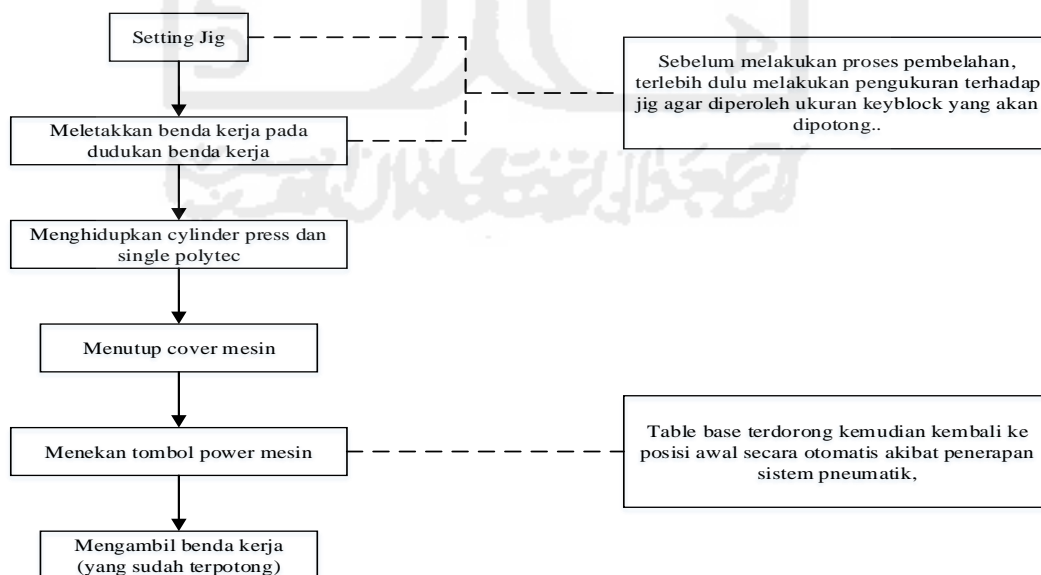 Setting Jig
Sebelum melakukan proses pembelahan,
terlebih dulu melakukan pengukuran terhadap
jig agar diperoleh ukuran keyblock yang akan
dipotong..
Meletakkan benda kerja pada
dudukan benda kerja
Menghidupkan cylinder press dan
single polytec
Menutup cover mesin
Menekan tombol power mesin
Table base terdorong kemudian kembali ke
posisi awal secara otomatis akibat penerapan
sistem pneumatik,
Mengambil benda kerja
(yang sudah terpotong)